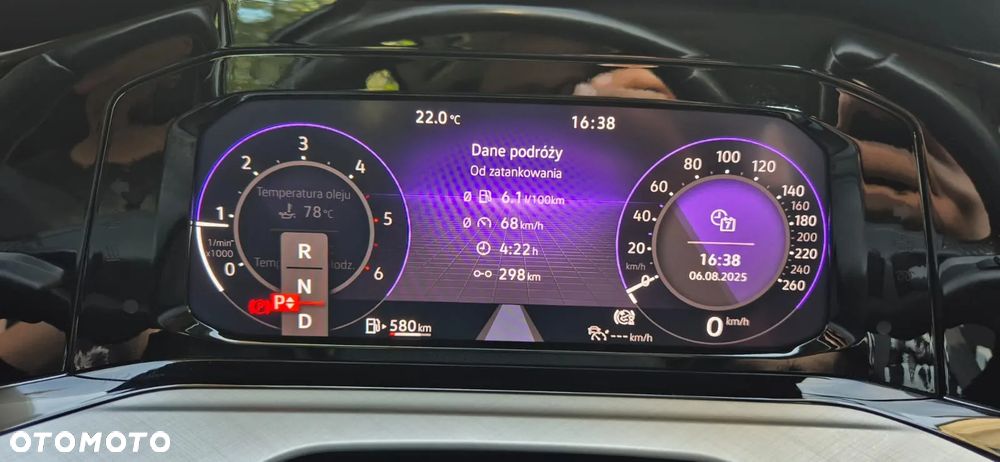 22.0 °C
16:38
Dane podróży
Od zatankowania
Ø 6.1 l/100km
Ø 68 km/h
4:22 h
298 km
0
1
2
3
4
5
6
1/min
x1000
Temperatura oleju
78 °C
R
N
P
D
580 km
--- km/h
km/h
0
20
40
60
80
100
120
140
160
180
200
220
240
260
7
16:38
06.08.2025
0 km/h
OTOMOTO